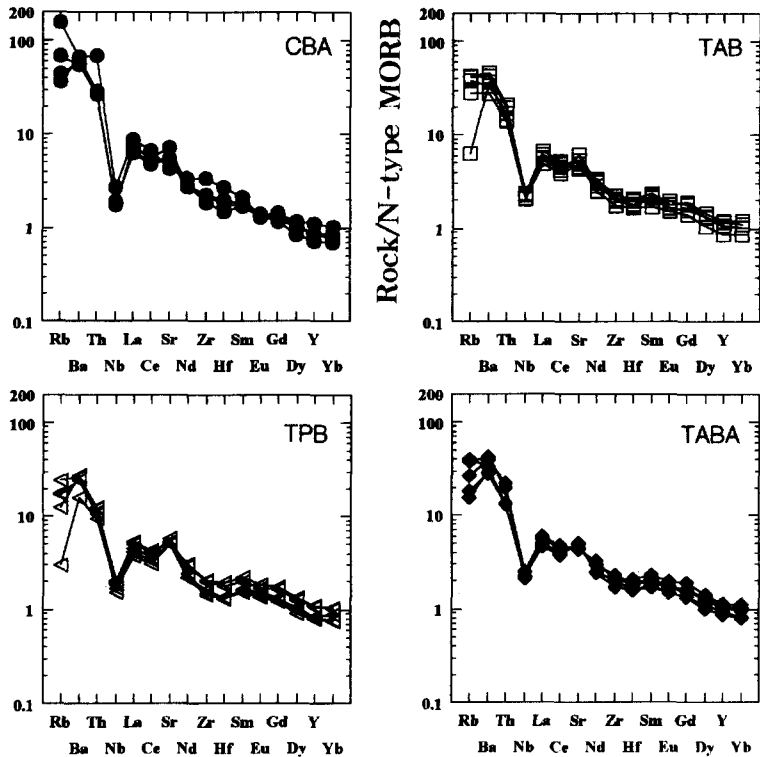 200
100
10
1
0.1
CBA
Rb Th La Sr Zr Sm Gd Y
Ba Nb Ce Nd Hf Eu Dy Yb
Rock/N-type MORB
200
100
10
1
0.1
TAB
Rb Th La Sr Zr Sm Gd Y
Ba Nb Ce Nd Hf Eu Dy Yb
200
100
10
1
0.1
TPB
Rb Th La Sr Zr Sm Gd Y
Ba Nb Ce Nd Hf Eu Dy Yb
200
100
10
1
0.1
TABA
Rb Th La Sr Zr Sm Gd Y
Ba Nb Ce Nd Hf Eu Dy Yb